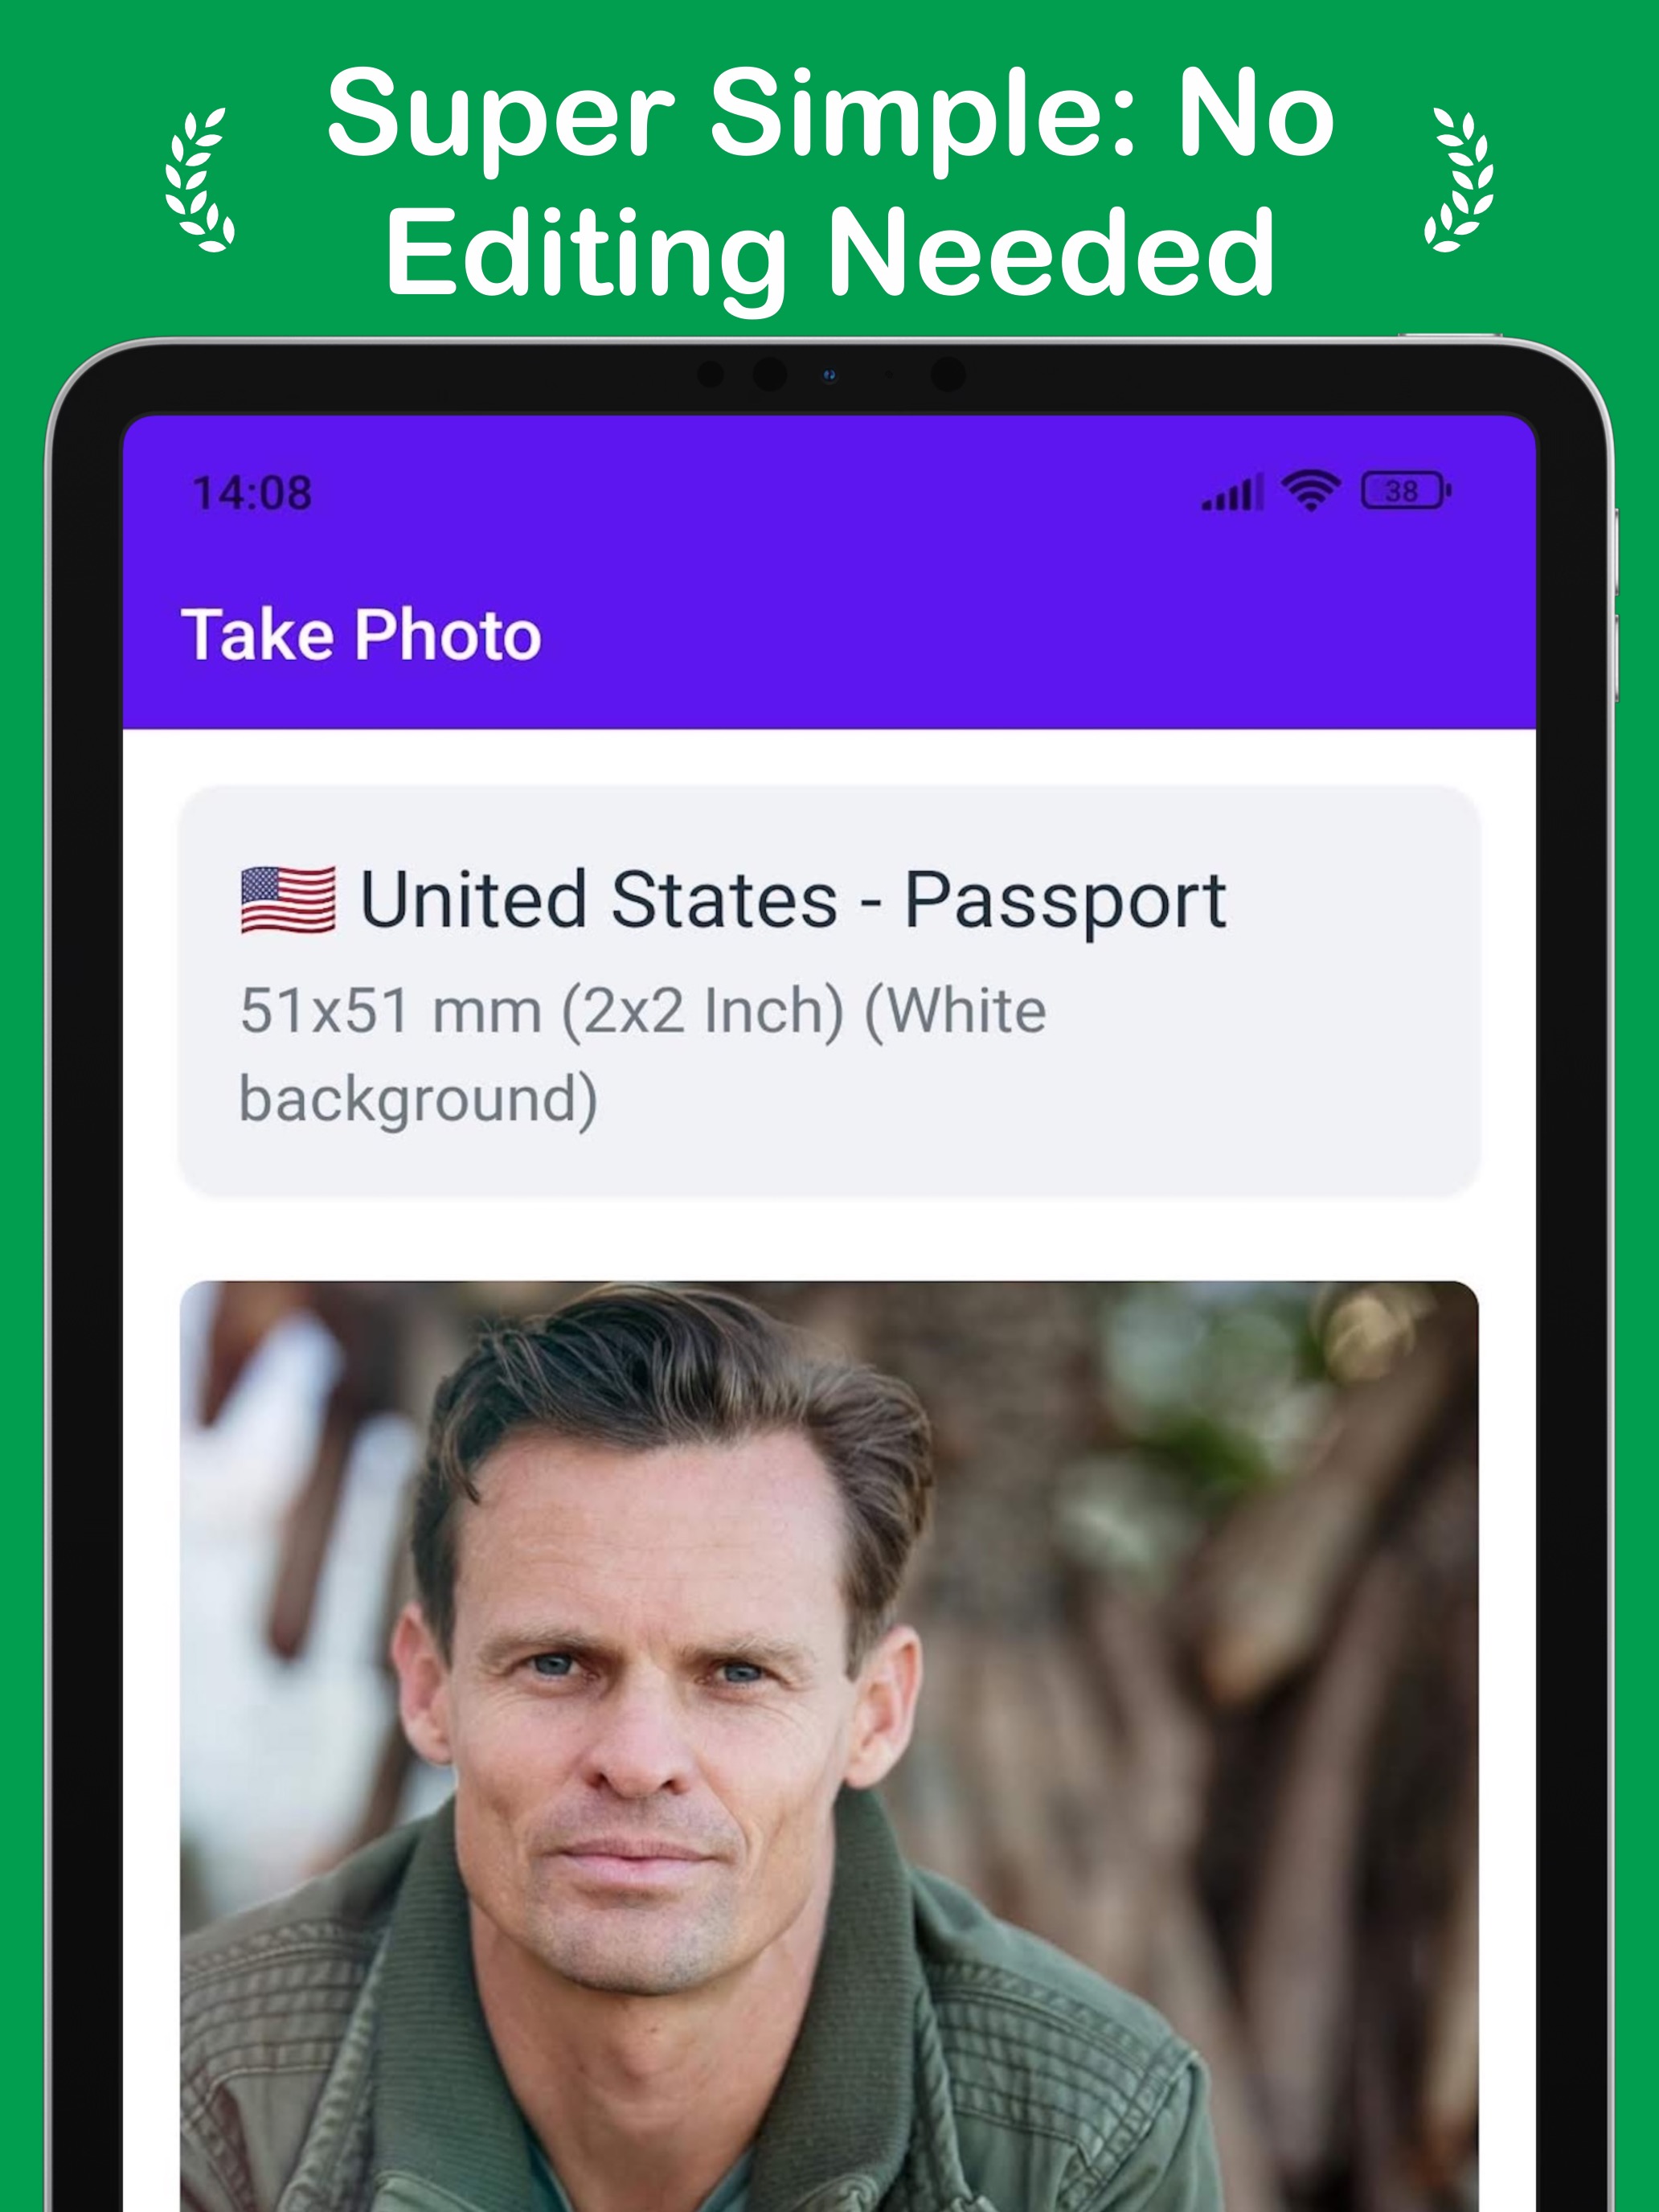 Super Simple: No
Editing Needed
14:08
38
Take Photo
🇺🇸 United States - Passport
51x51 mm (2x2 Inch) (White
background)